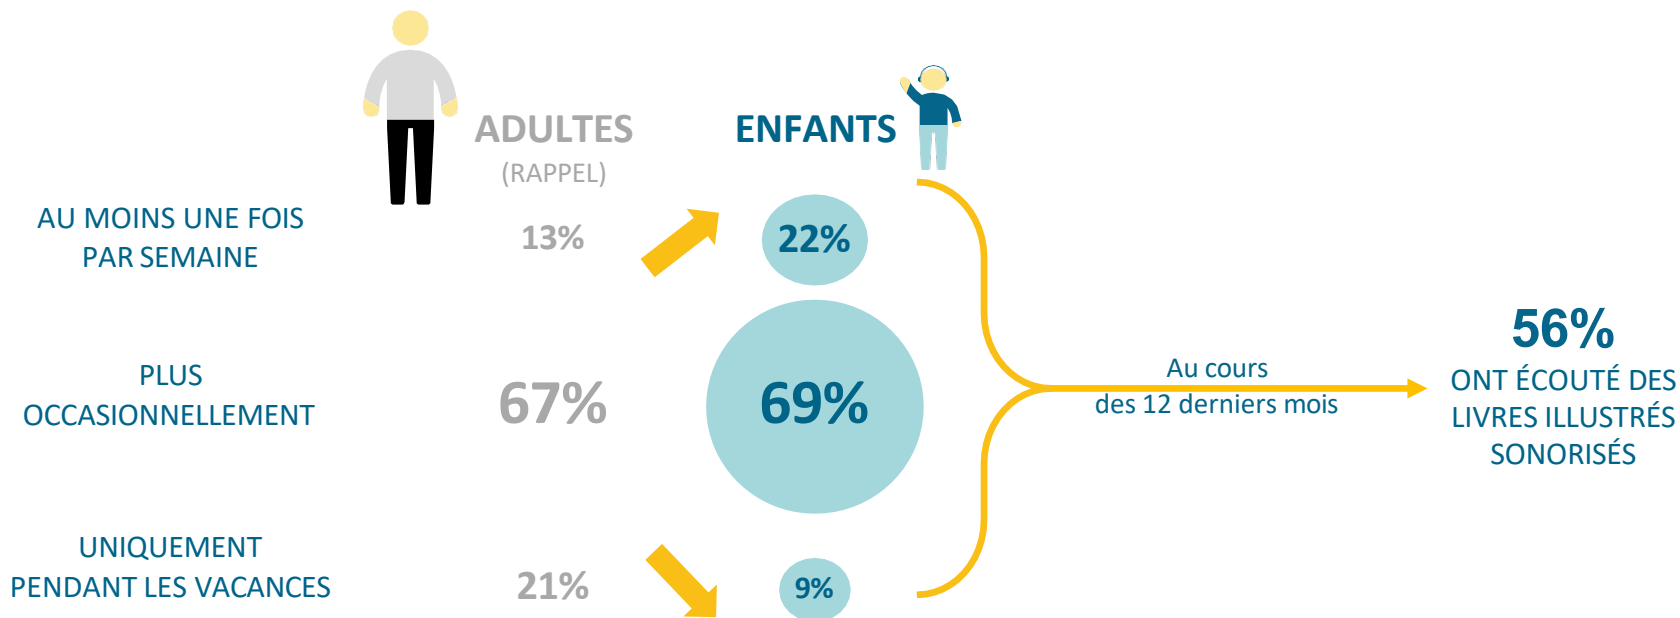 ADULTES
(RAPPEL)
ENFANTS
AU MOINS UNE FOIS
PAR SEMAINE
13%
22%
PLUS
OCCASIONNELLEMENT
67%
69%
UNIQUEMENT
PENDANT LES VACANCES
21%
9%
Au cours
des 12 derniers mois
56%
ONT ÉCOUTÉ DES
LIVRES ILLUSTRÉS
SONORISÉS